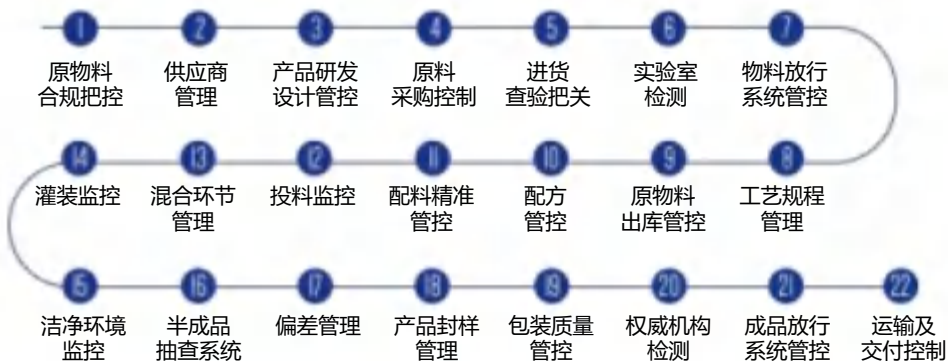 1 2 3 4 5 6 7
原物料 供应商 产品研发 原料 进货 实验室 物料放行
合规把控 管理 设计管控 采购控制 查验把关 检测 系统管控
14 13 12 11 10 9 8
灌装监控 混合环节 投料监控 配料精准 配方 原物料 工艺规程
管理 管控 管控 出库管控 管理
15 16 17 18 19 20 21 22
洁净环境 半成品 偏差管理 产品封样 包装质量 权威机构 成品放行 运输及
监控 抽查系统 管理 管控 检测 系统管控 交付控制